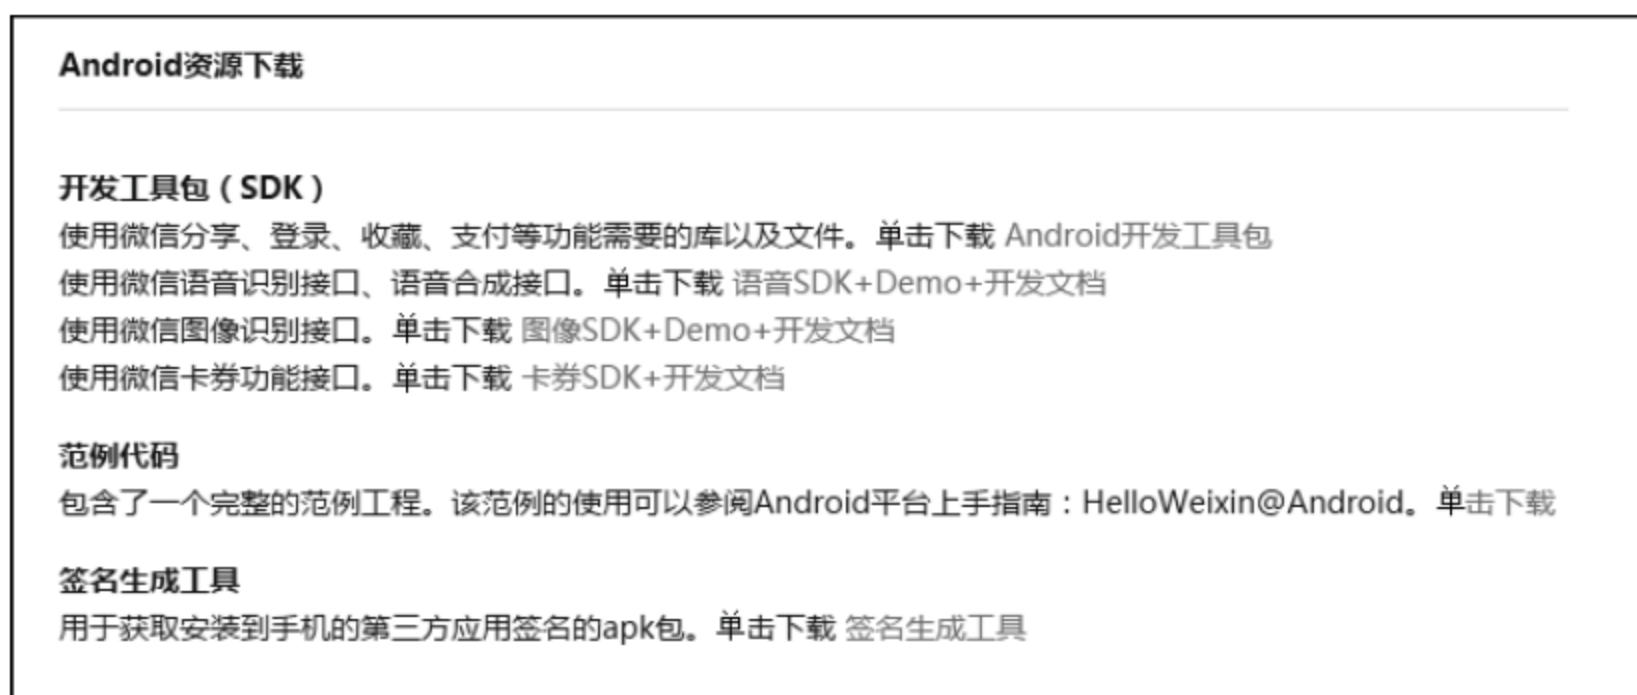 Android资源下载
开发工具包（SDK）
使用微信分享、登录、收藏、支付等功能需要的库以及文件。单击下载 Android开发工具包
使用微信语音识别接口、语音合成接口。单击下载 语音SDK+Demo+开发文档
使用微信图像识别接口。单击下载 图像SDK+Demo+开发文档
使用微信卡券功能接口。单击下载 卡券SDK+开发文档
范例代码
包含了一个完整的范例工程。该范例的使用可以参阅Android平台上手指南：HelloWeixin@Android。单击下载
签名生成工具
用于获取安装到手机的第三方应用签名的apk包。单击下载 签名生成工具